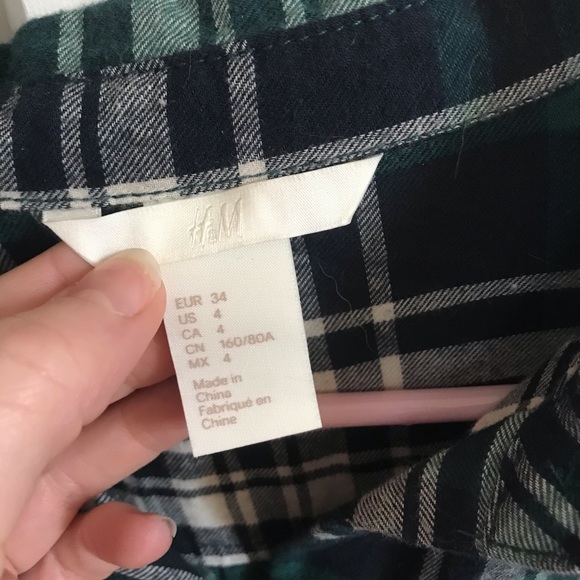 H&M
EUR 34
US 4
CA 4
CN 160/80A
MX 4
Made in
China
Fabriqué en
Chine